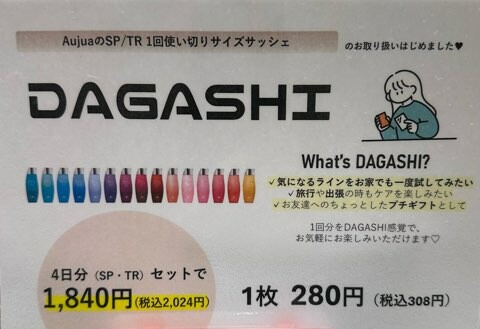 AujuaのSP/TR 1回使い切りサイズサッシェ
のお取り扱いはじめました♥
DAGASHI
What's DAGASHI?
✓気になるラインをお家でも一度試してみたい
✓旅行や出張の時もケアを楽しみたい
✓お友達へのちょっとしたプチギフトとして
1回分をDAGASHI感覚で、
お気軽にお楽しみいただけます♡
4日分（SP・TR）セットで
1,840円(税込2,024円)
1枚 280円（税込308円）